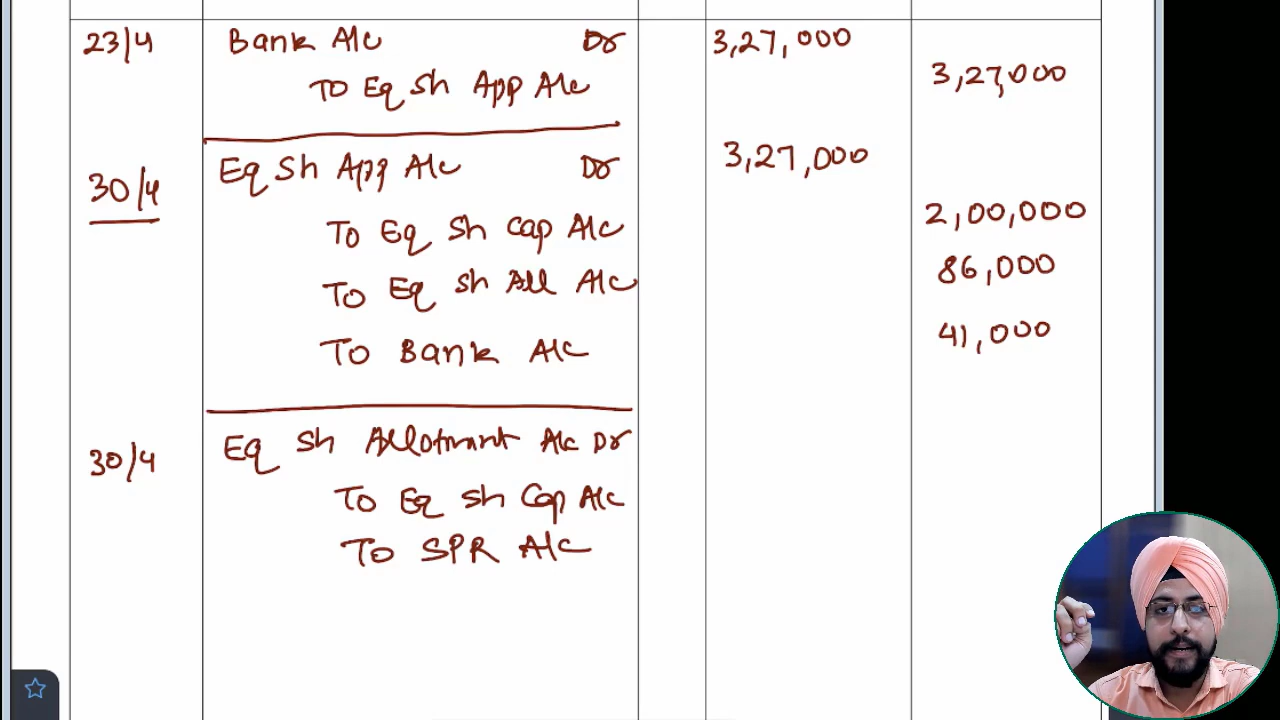 23/4 Bank A/c Dr 3,27,000
To Eq Sh App A/c 3,27,000
30/4 Eq Sh App A/c Dr 3,27,000
To Eq Sh Cap A/c 2,00,000
To Eq Sh All A/c 86,000
To Bank A/c 41,000
30/4 Eq Sh Allotment A/c Dr
To Eq Sh Cap A/c
To SPR A/c